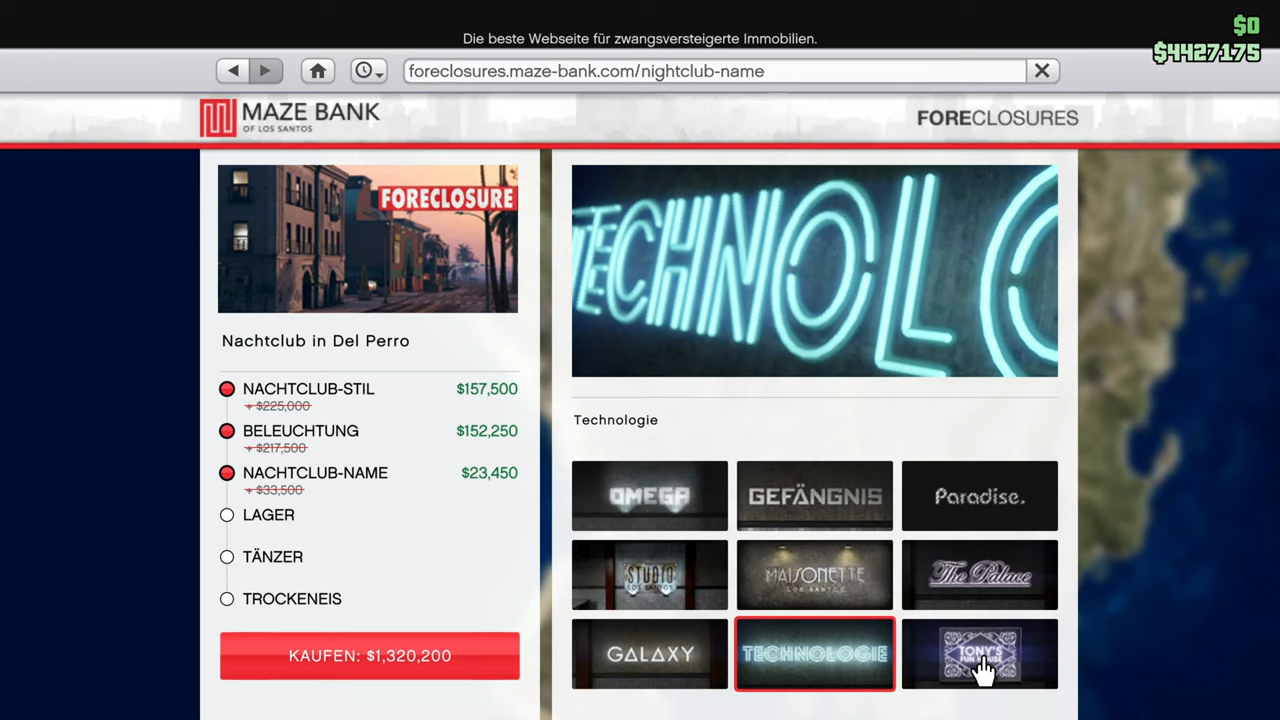 $0
$4427175
Die beste Webseite für zwangsversteigerte Immobilien.
foreclosures.maze-bank.com/nightclub-name
MAZE BANK
OF LOS SANTOS
FORECLOSURES
FORECLOSURE
Nachtclub in Del Perro
NACHTCLUB-STIL $157,500
+ $225,000
BELEUCHTUNG $152,250
+ $217,500
NACHTCLUB-NAME $23,450
+ $33,500
LAGER
TÄNZER
TROCKENEIS
KAUFEN: $1,320,200
TECHNOLO
Technologie
OMEGA
GEFÄNGNIS
Paradise.
STUDIO
LOS SANTOS
MAISONETTE
LOS SANTOS
The Palace
GALAXY
TECHNOLOGIE
TONY'S
FUN HOUSE